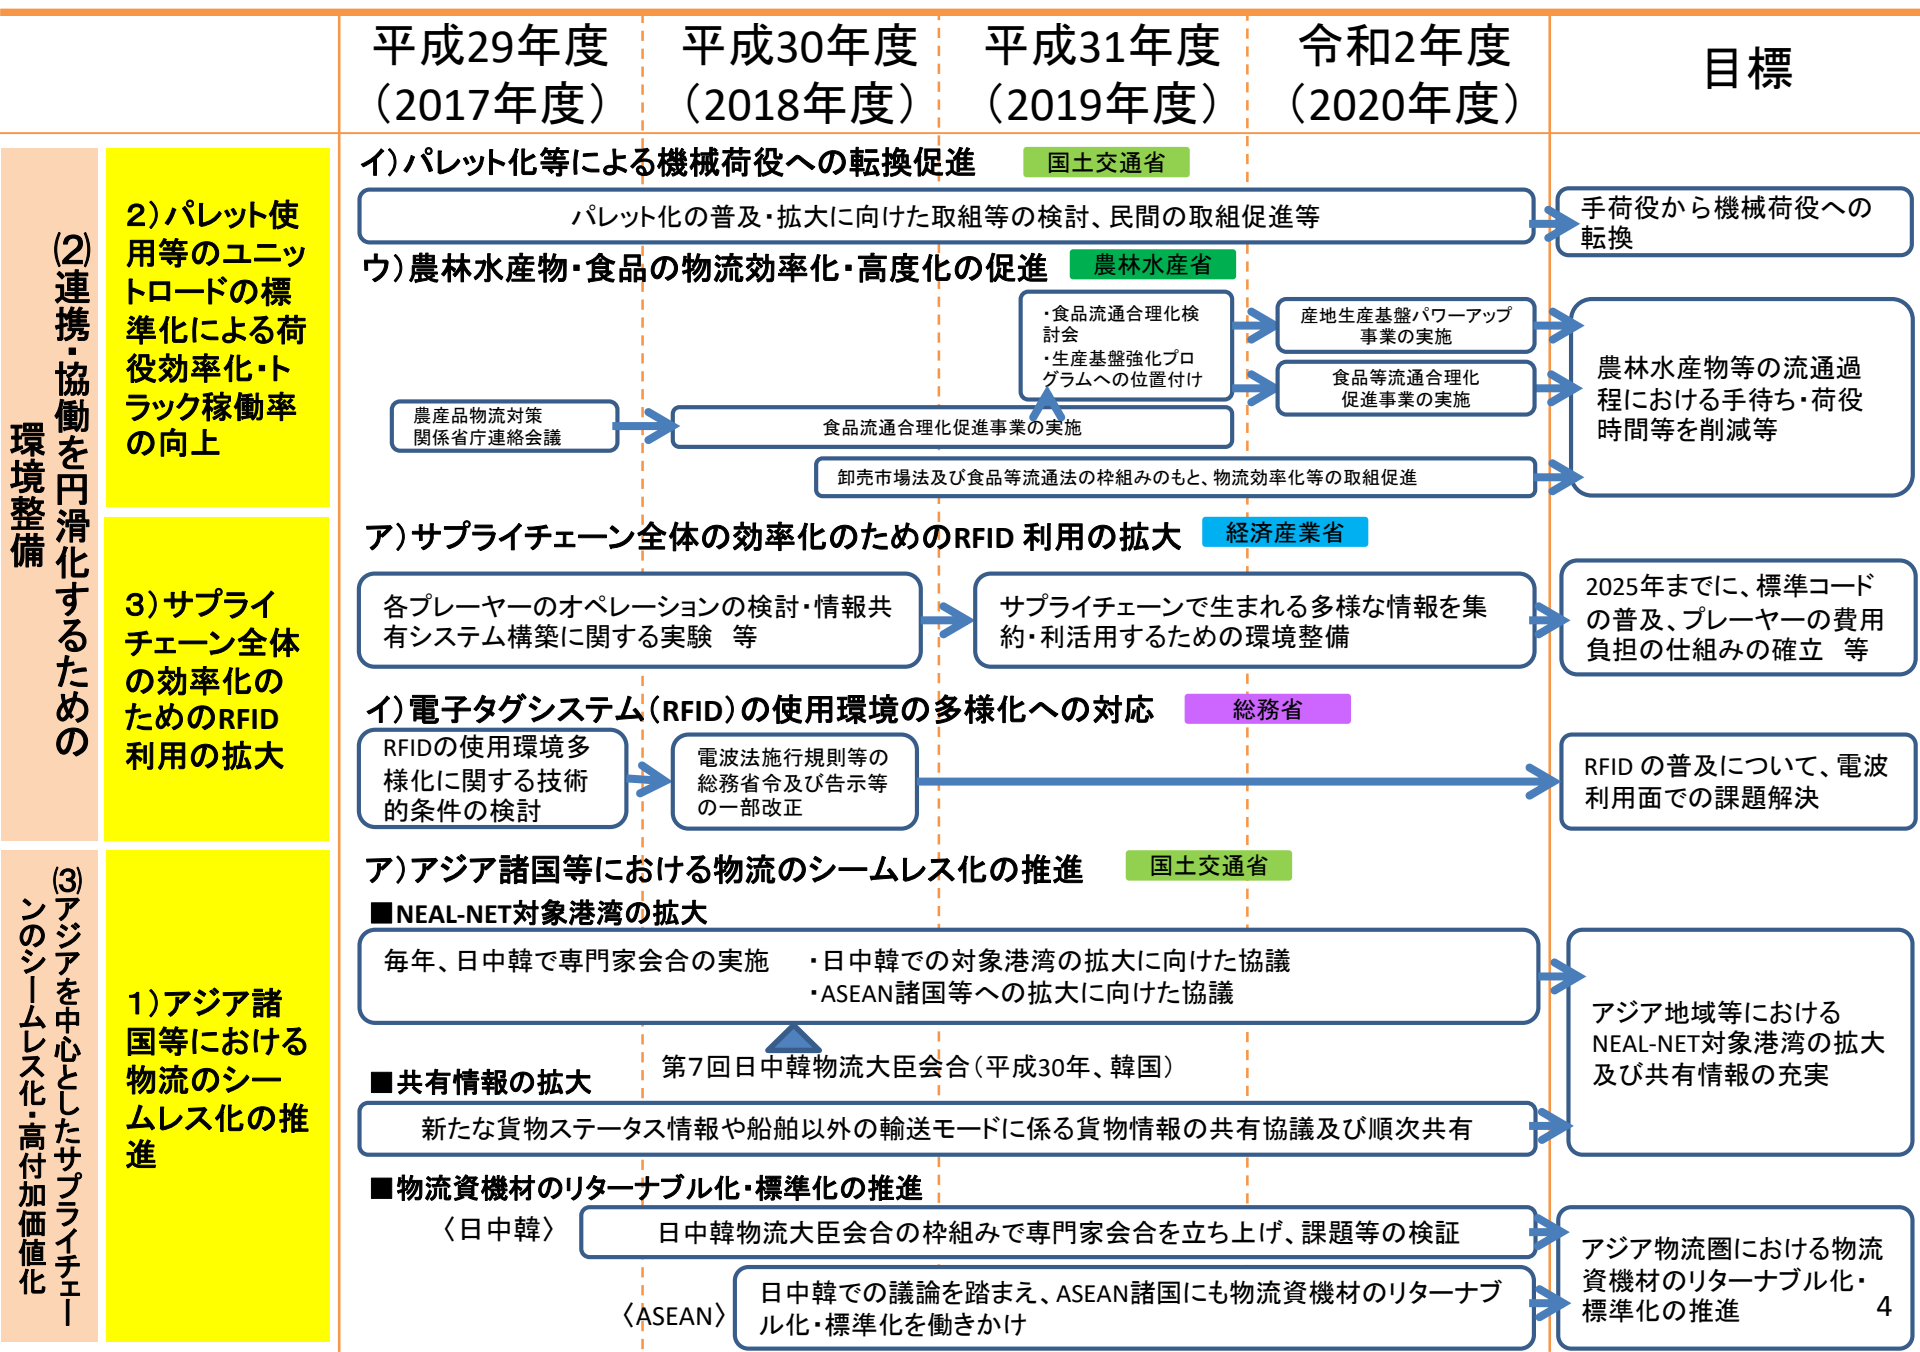 平成29年度
（2017年度）
平成30年度
（2018年度）
平成31年度
（2019年度）
令和2年度
（2020年度）
目標
(2)連携・協働を円滑化するための
環境整備
２）パレット使
用等のユニッ
トロードの標
準化による荷
役効率化・ト
ラック稼働率
の向上
イ）パレット化等による機械荷役への転換促進
国土交通省
パレット化の普及・拡大に向けた取組等の検討、民間の取組促進等
手荷役から機械荷役への
転換
ウ）農林水産物・食品の物流効率化・高度化の促進
農林水産省
・食品流通合理化検
討会
・生産基盤強化プロ
グラムへの位置付け
産地生産基盤パワーアップ
事業の実施
食品等流通合理化
促進事業の実施
農産品物流対策
関係省庁連絡会議
食品流通合理化促進事業の実施
卸売市場法及び食品等流通法の枠組みのもと、物流効率化等の取組促進
農林水産物等の流通過
程における手待ち・荷役
時間等を削減等
３）サプライ
チェーン全体
の効率化の
ためのRFID
利用の拡大
ア）サプライチェーン全体の効率化のためのRFID 利用の拡大
経済産業省
各プレーヤーのオペレーションの検討・情報共
有システム構築に関する実験　等
サプライチェーンで生まれる多様な情報を集
約・利活用するための環境整備
2025年までに、標準コード
の普及、プレーヤーの費用
負担の仕組みの確立　等
イ）電子タグシステム（RFID）の使用環境の多様化への対応
総務省
RFIDの使用環境多
様化に関する技術
的条件の検討
電波法施行規則等の
総務省令及び告示等
の一部改正
RFID の普及について、電波
利用面での課題解決
(3)アジアを中心としたサプライチェー
ンのシームレス化・高付加価値化
１）アジア諸
国等における
物流のシー
ムレス化の推
進
ア）アジア諸国等における物流のシームレス化の推進
国土交通省
■NEAL-NET対象港湾の拡大
毎年、日中韓で専門家会合の実施　・日中韓での対象港湾の拡大に向けた協議
・ASEAN諸国等への拡大に向けた協議
第７回日中韓物流大臣会合（平成30年、韓国）
■共有情報の拡大
新たな貨物ステータス情報や船舶以外の輸送モードに係る貨物情報の共有協議及び順次共有
アジア地域等における
NEAL-NET対象港湾の拡大
及び共有情報の充実
■物流資機材のリターナブル化・標準化の推進
〈日中韓〉
日中韓物流大臣会合の枠組みで専門家会合を立ち上げ、課題等の検証
〈ASEAN〉
日中韓での議論を踏まえ、ASEAN諸国にも物流資機材のリターナブ
ル化・標準化を働きかけ
アジア物流圏における物流
資機材のリターナブル化・
標準化の推進
4